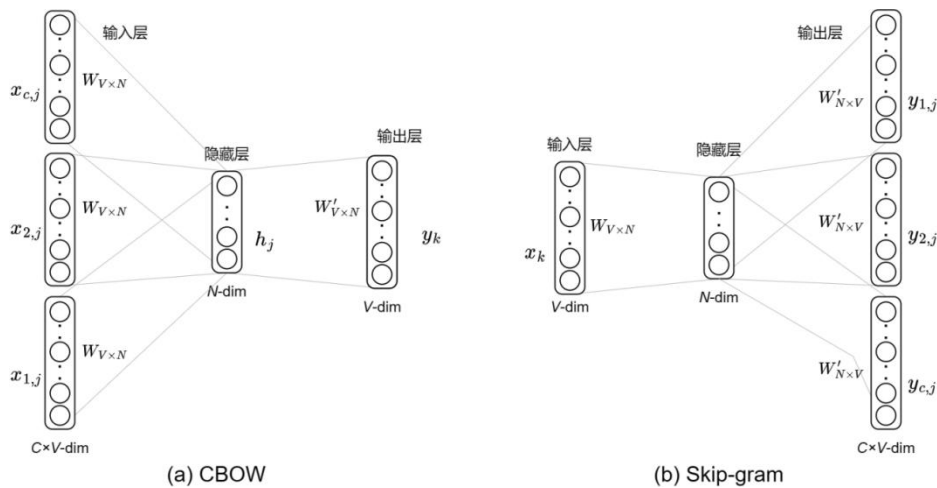 输入层
W_{V×N}
x_{c,j}
隐藏层
输出层
W_{V×N}
W'_{V×N}
x_{2,j}
h_j
y_k
N-dim
V-dim
W_{V×N}
x_{1,j}
C×V-dim
(a) CBOW
输出层
W'_{N×V}
y_{1,j}
输入层
隐藏层
W_{V×N}
W'_{N×V}
x_k
y_{2,j}
V-dim
N-dim
W'_{N×V}
y_{c,j}
C×V-dim
(b) Skip-gram